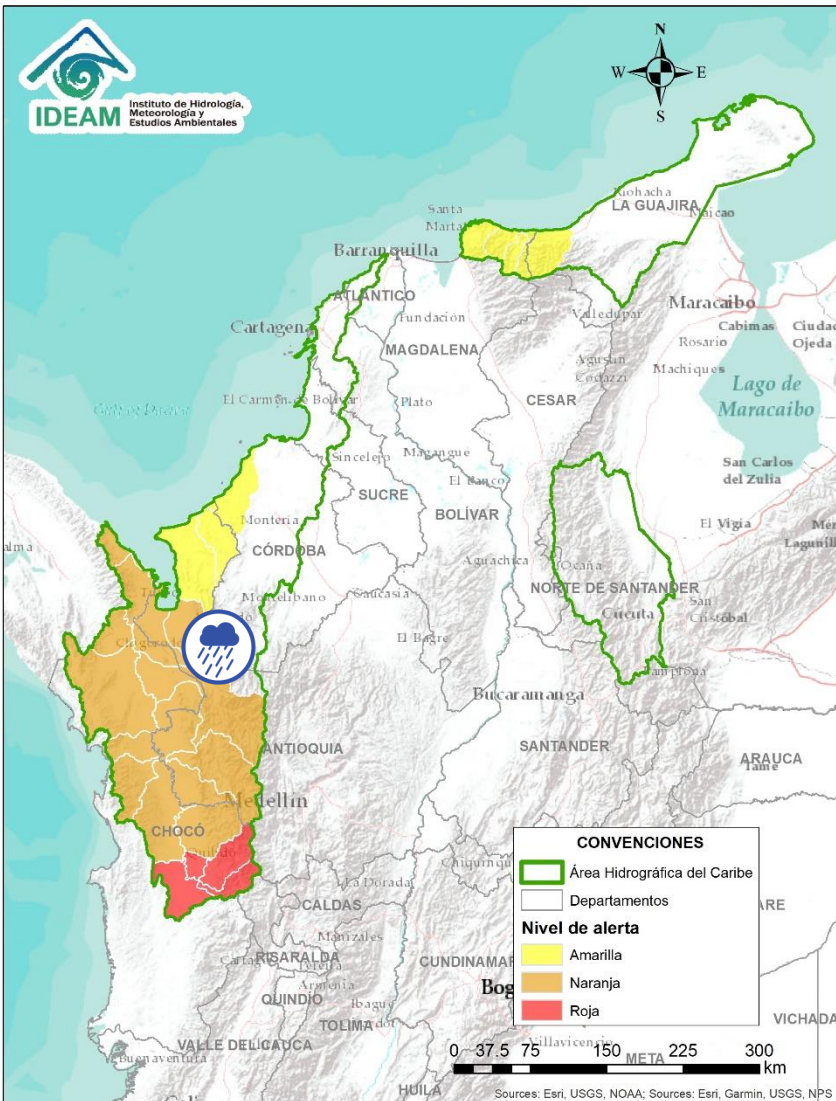 IDEAM
Instituto de Hidrología,
Meteorología y
Estudios Ambientales
N
W
E
S
Riohacha
LA GUAJIRA
Maicao
Santa
Marta
Barranquilla
ATLÁNTICO
Maracaibo
Cartagena
Fundación
Valledupar
Cabimas
Ciudad
Ojeda
Rosario
MAGDALENA
Agustín
Codazzi
Machiques
Lago de
Maracaibo
El Carmen de Bolívar
Plato
CESAR
Sincelejo
Magangué
San Carlos
del Zulia
SUCRE
El Banco
BOLÍVAR
Montería
El Vigía
CÓRDOBA
Aguachica
Ocaña
NORTE DE SANTANDER
Montelíbano
Caucasia
Cúcuta
San
Cristóbal
El Bagre
Pamplona
Bucaramanga
ANTIOQUIA
SANTANDER
ARAUCA
Tame
Medellín
CHOCÓ
Quibdó
La Dorada
CALDAS
Manizales
RISARALDA
Pereira
Armenia
QUINDÍO
Ibagué
TOLIMA
VALLE DEL CAUCA
Buenaventura
Villavicencio
META
VICHADA
HUILA
CONVENCIONES
Área Hidrográfica del Caribe
Departamentos
Nivel de alerta
Amarilla
Naranja
Roja
0 37.5 75 150 225 300
km
Sources: Esri, USGS, NOAA; Sources: Esri, Garmin, USGS, NPS